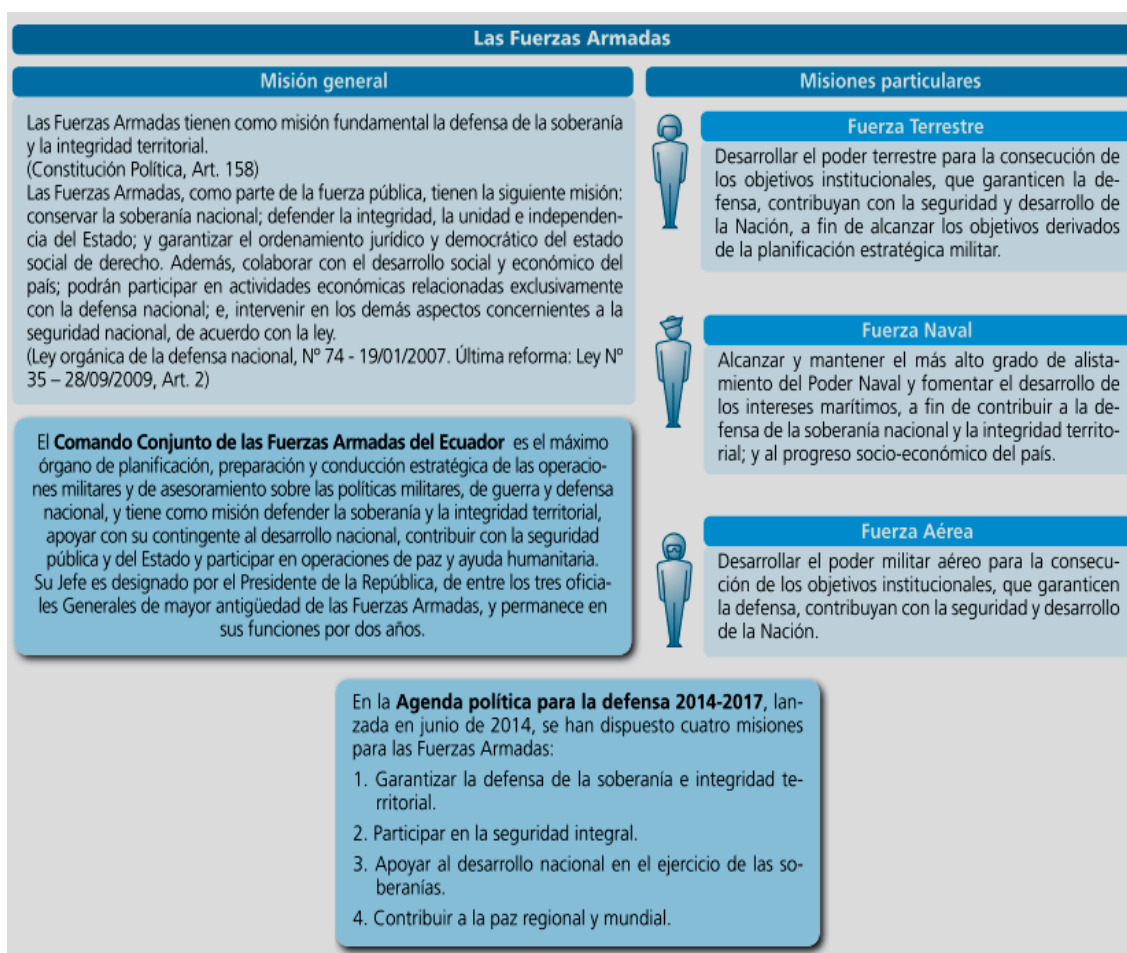 Las Fuerzas Armadas
Misión general
Las Fuerzas Armadas tienen como misión fundamental la defensa de la soberanía
y la integridad territorial.
(Constitución Política, Art. 158)
Las Fuerzas Armadas, como parte de la fuerza pública, tienen la siguiente misión:
conservar la soberanía nacional; defender la integridad, la unidad e independen-
cia del Estado; y garantizar el ordenamiento jurídico y democrático del estado
social de derecho. Además, colaborar con el desarrollo social y económico del
país; podrán participar en actividades económicas relacionadas exclusivamente
con la defensa nacional; e, intervenir en los demás aspectos concernientes a la
seguridad nacional, de acuerdo con la ley.
(Ley orgánica de la defensa nacional, Nº 74 - 19/01/2007. Última reforma: Ley Nº
35 – 28/09/2009, Art. 2)
El Comando Conjunto de las Fuerzas Armadas del Ecuador es el máximo
órgano de planificación, preparación y conducción estratégica de las operacio-
nes militares y de asesoramiento sobre las políticas militares, de guerra y defensa
nacional, y tiene como misión defender la soberanía y la integridad territorial,
apoyar con su contingente al desarrollo nacional, contribuir con la seguridad
pública y del Estado y participar en operaciones de paz y ayuda humanitaria.
Su Jefe es designado por el Presidente de la República, de entre los tres oficia-
les Generales de mayor antigüedad de las Fuerzas Armadas, y permanece en
sus funciones por dos años.
Misiones particulares
Fuerza Terrestre
Desarrollar el poder terrestre para la consecución de
los objetivos institucionales, que garanticen la de-
fensa, contribuyan con la seguridad y desarrollo de
la Nación, a fin de alcanzar los objetivos derivados
de la planificación estratégica militar.
Fuerza Naval
Alcanzar y mantener el más alto grado de alista-
miento del Poder Naval y fomentar el desarrollo de
los intereses marítimos, a fin de contribuir a la de-
fensa de la soberanía nacional y la integridad territo-
rial; y al progreso socio-económico del país.
Fuerza Aérea
Desarrollar el poder militar aéreo para la consecu-
ción de los objetivos institucionales, que garanticen
la defensa, contribuyan con la seguridad y desarrollo
de la Nación.
En la Agenda política para la defensa 2014-2017, lan-
zada en junio de 2014, se han dispuesto cuatro misiones
para las Fuerzas Armadas:
1. Garantizar la defensa de la soberanía e integridad te-
rritorial.
2. Participar en la seguridad integral.
3. Apoyar al desarrollo nacional en el ejercicio de las so-
beranías.
4. Contribuir a la paz regional y mundial.